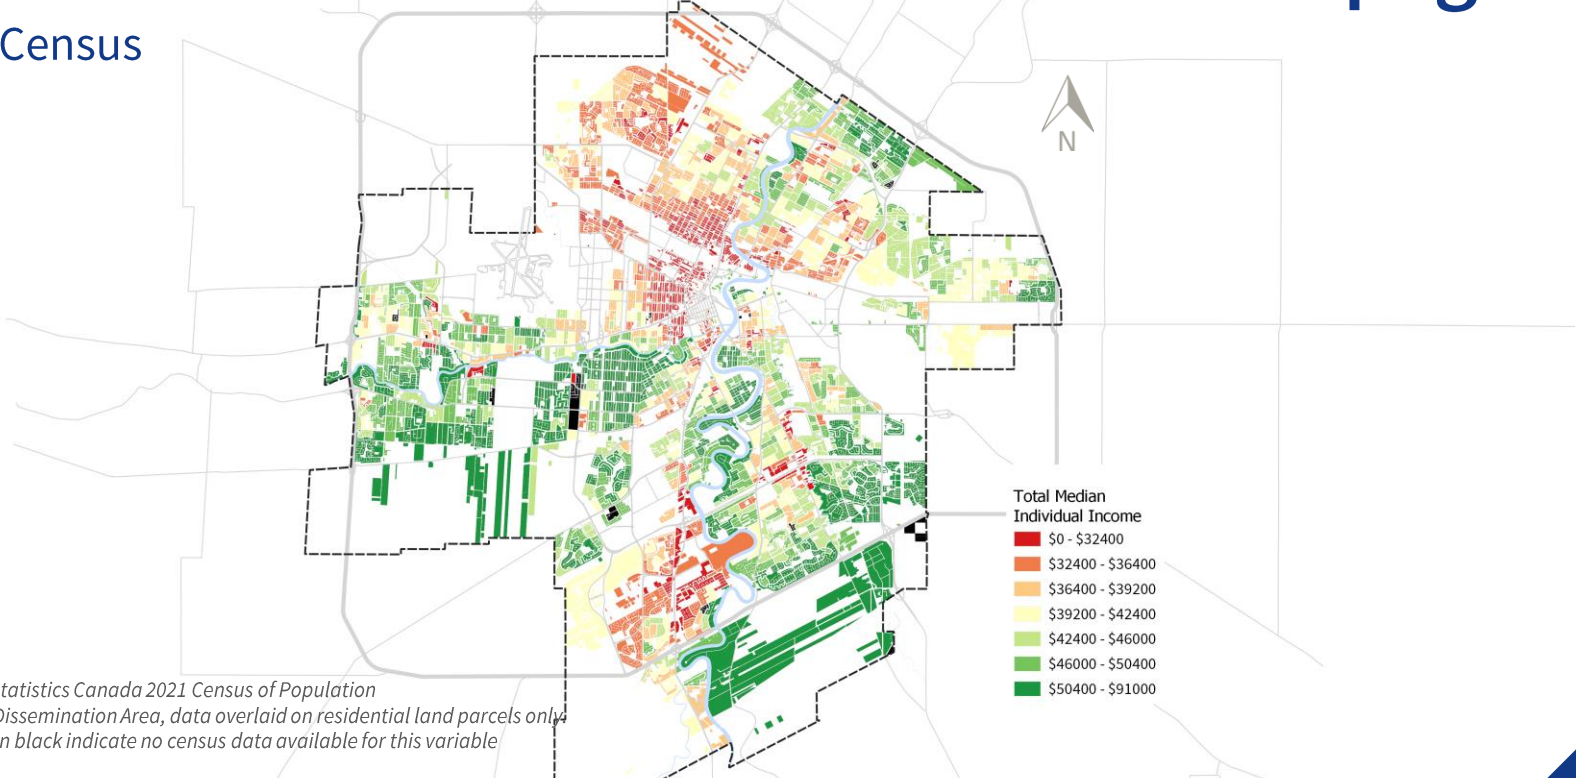 Census
N
Total Median
Individual Income
$0 - $32400
$32400 - $36400
$36400 - $39200
$39200 - $42400
$42400 - $46000
$46000 - $50400
$50400 - $91000
tatistics Canada 2021 Census of Population
Dissemination Area, data overlaid on residential land parcels only.
n black indicate no census data available for this variable